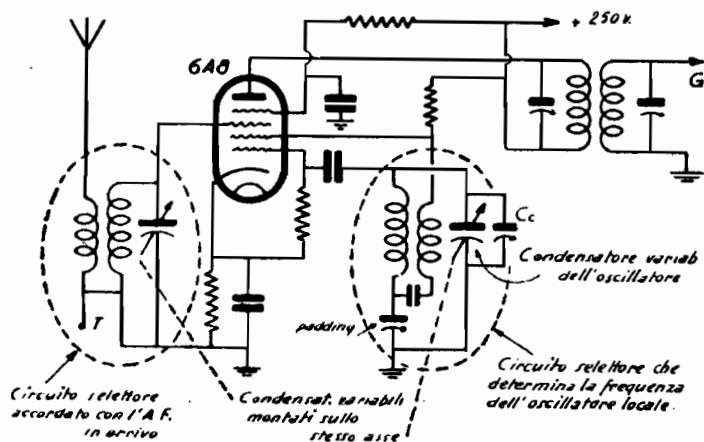 + 250 v.
6A8
G
Cc
Condensatore variab
dell'oscillatore
T
padding
Circuito selettore
accordato con l'A.F.
in arrivo
Condensat. variabili
montati sullo
stesso asse
Circuito selettore che
determina la frequenza
dell'oscillatore locale.